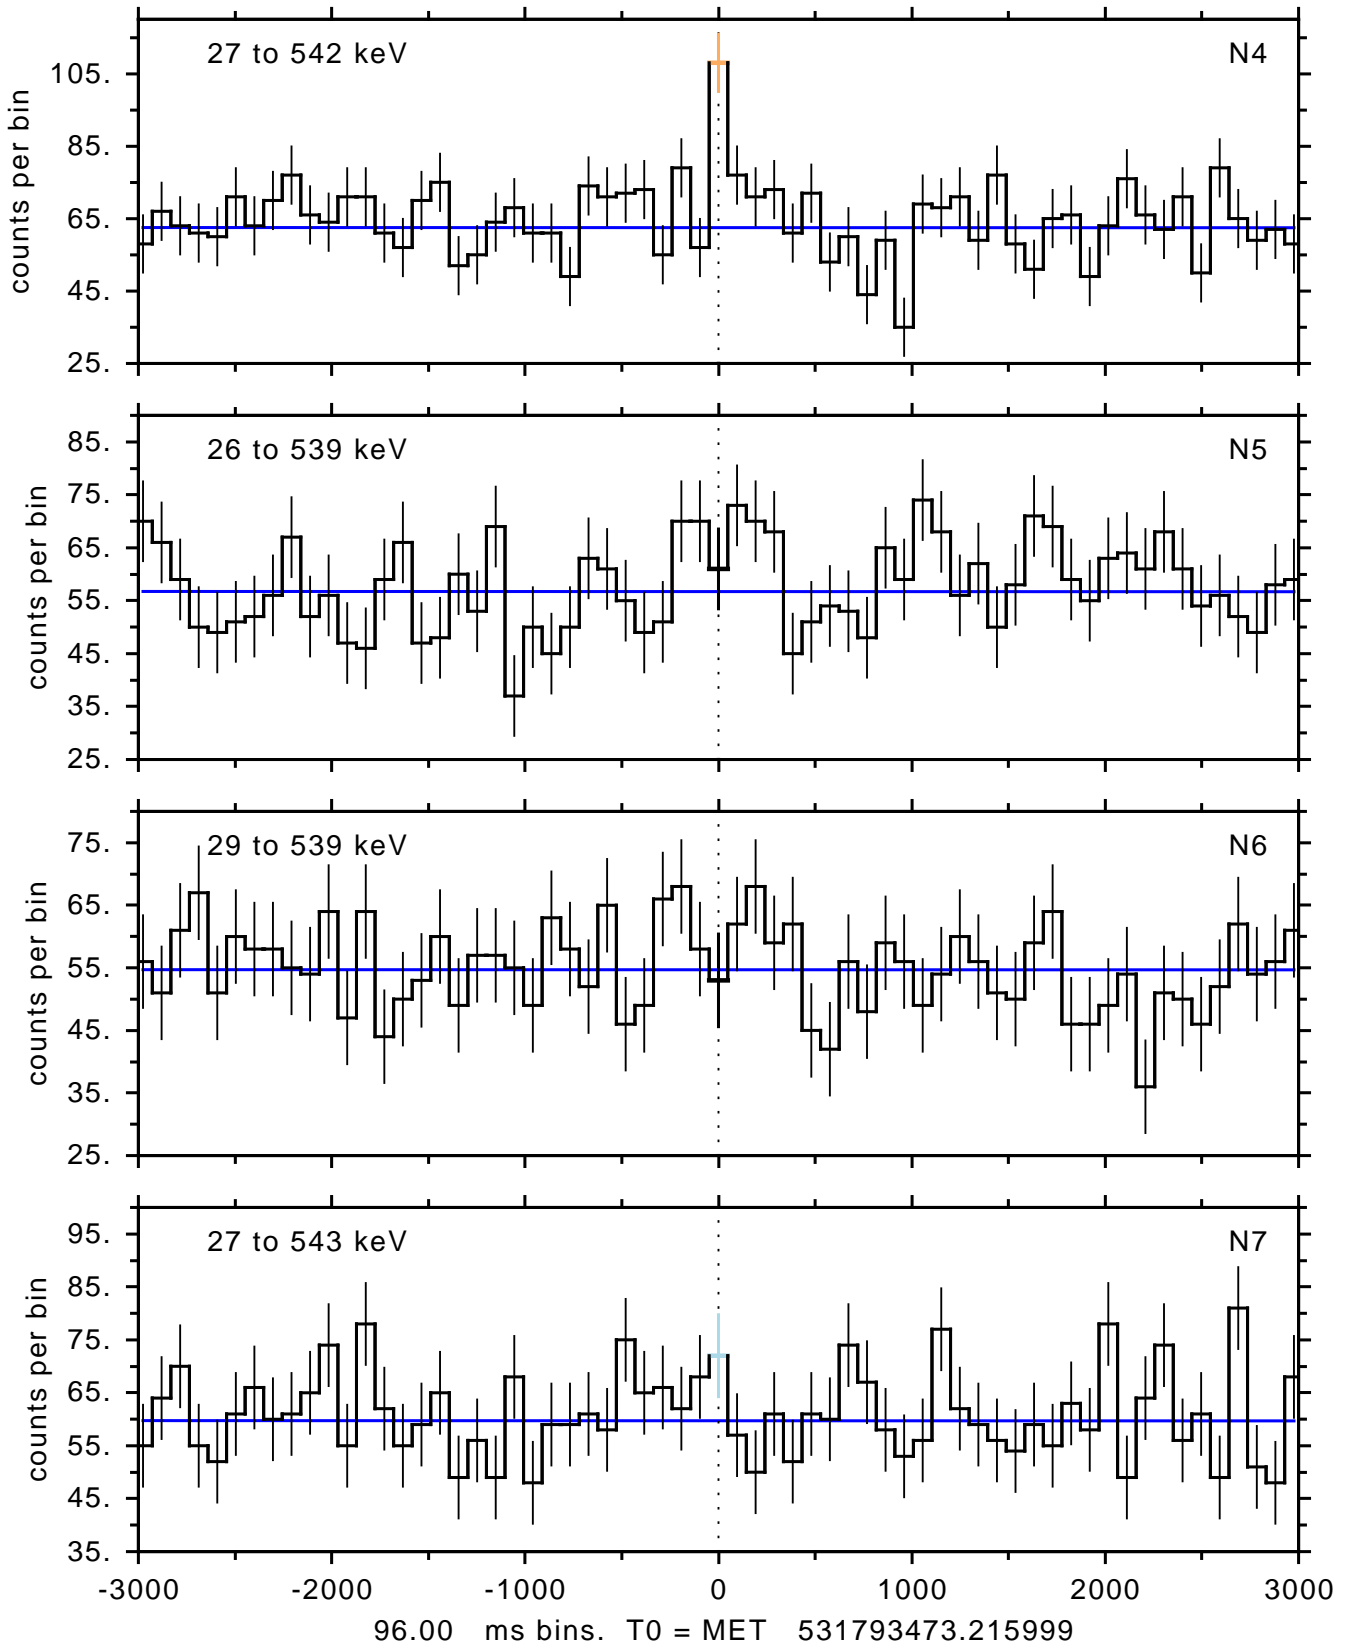 27 to 542 keV N4
105.
85.
65.
45.
25.
counts per bin
26 to 539 keV N5
85.
75.
65.
55.
45.
35.
25.
counts per bin
29 to 539 keV N6
75.
65.
55.
45.
35.
25.
counts per bin
27 to 543 keV N7
95.
85.
75.
65.
55.
45.
35.
counts per bin
-3000 -2000 -1000 0 1000 2000 3000
96.00 ms bins. T0 = MET 531793473.215999